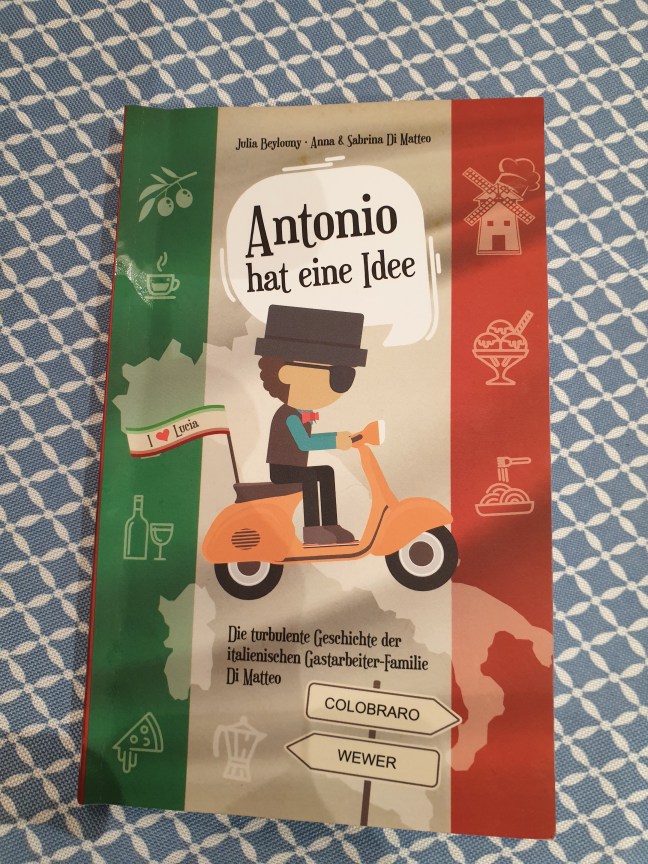 Julia Beylouny · Anna & Sabrina Di Matteo
Antonio
hat eine Idee
I ❤ Lucia
Die turbulente Geschichte der
italienischen Gastarbeiter-Familie
Di Matteo
COLOBRARO
WEWER